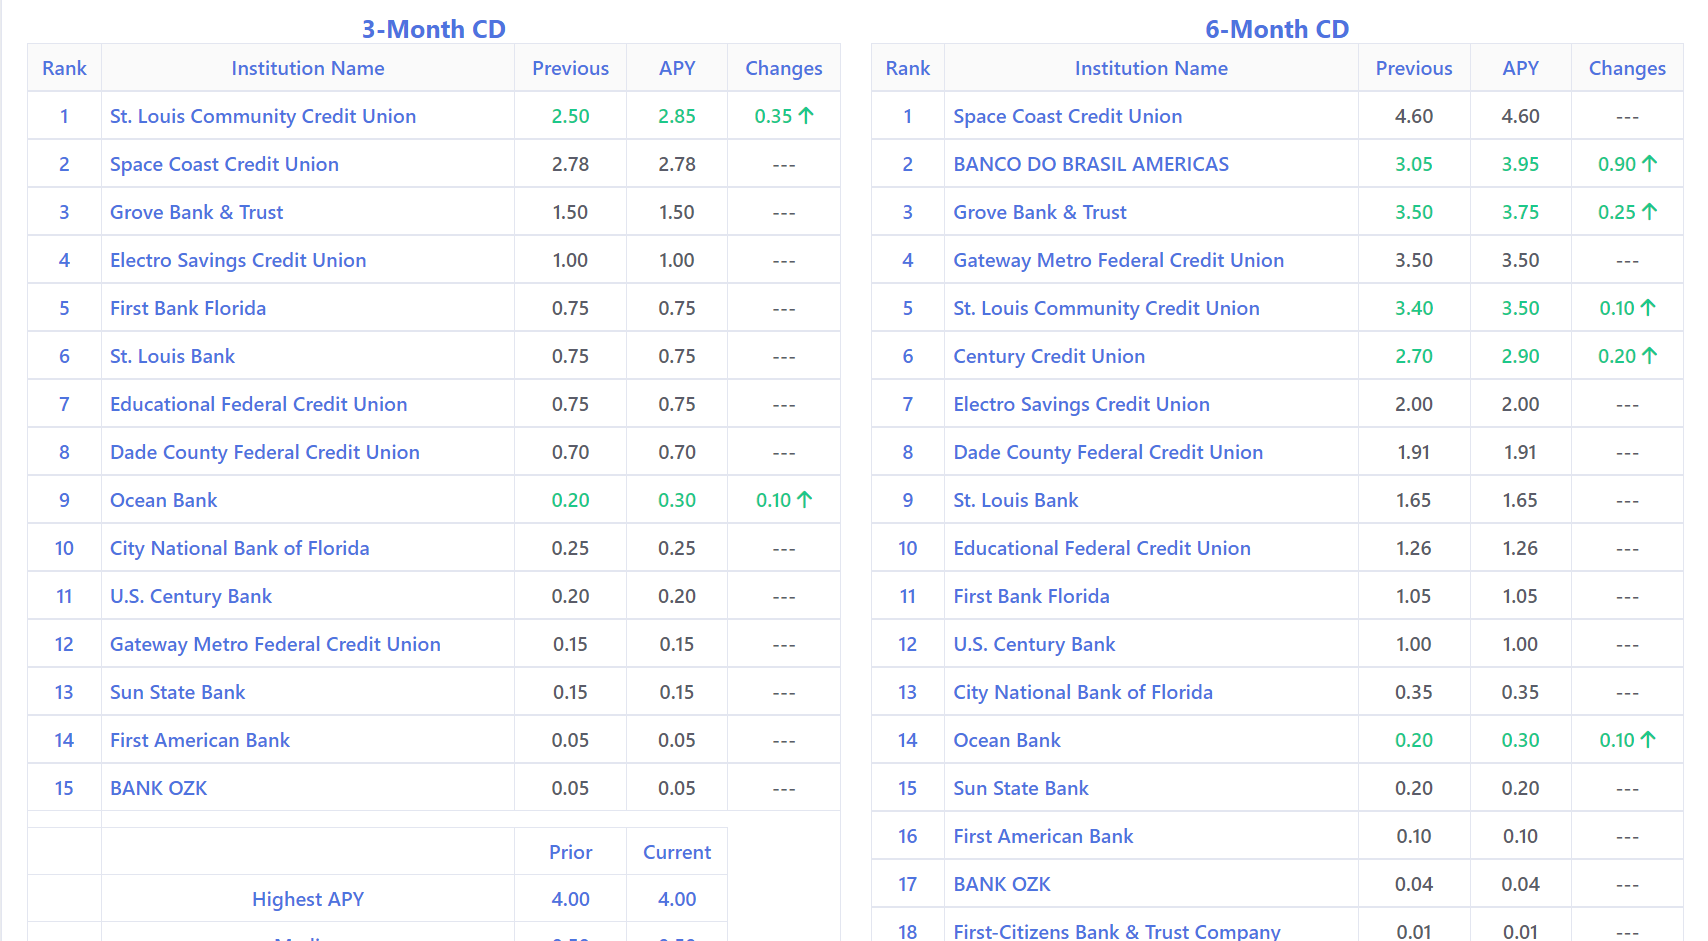 3-Month CD
Rank Institution Name Previous APY Changes
1 St. Louis Community Credit Union 2.50 2.85 0.35 ↑
2 Space Coast Credit Union 2.78 2.78 ---
3 Grove Bank & Trust 1.50 1.50 ---
4 Electro Savings Credit Union 1.00 1.00 ---
5 First Bank Florida 0.75 0.75 ---
6 St. Louis Bank 0.75 0.75 ---
7 Educational Federal Credit Union 0.75 0.75 ---
8 Dade County Federal Credit Union 0.70 0.70 ---
9 Ocean Bank 0.20 0.30 0.10 ↑
10 City National Bank of Florida 0.25 0.25 ---
11 U.S. Century Bank 0.20 0.20 ---
12 Gateway Metro Federal Credit Union 0.15 0.15 ---
13 Sun State Bank 0.15 0.15 ---
14 First American Bank 0.05 0.05 ---
15 BANK OZK 0.05 0.05 ---
Prior Current
Highest APY 4.00 4.00
6-Month CD
Rank Institution Name Previous APY Changes
1 Space Coast Credit Union 4.60 4.60 ---
2 BANCO DO BRASIL AMERICAS 3.05 3.95 0.90 ↑
3 Grove Bank & Trust 3.50 3.75 0.25 ↑
4 Gateway Metro Federal Credit Union 3.50 3.50 ---
5 St. Louis Community Credit Union 3.40 3.50 0.10 ↑
6 Century Credit Union 2.70 2.90 0.20 ↑
7 Electro Savings Credit Union 2.00 2.00 ---
8 Dade County Federal Credit Union 1.91 1.91 ---
9 St. Louis Bank 1.65 1.65 ---
10 Educational Federal Credit Union 1.26 1.26 ---
11 First Bank Florida 1.05 1.05 ---
12 U.S. Century Bank 1.00 1.00 ---
13 City National Bank of Florida 0.35 0.35 ---
14 Ocean Bank 0.20 0.30 0.10 ↑
15 Sun State Bank 0.20 0.20 ---
16 First American Bank 0.10 0.10 ---
17 BANK OZK 0.04 0.04 ---
18 First-Citizens Bank & Trust Company 0.01 0.01 ---